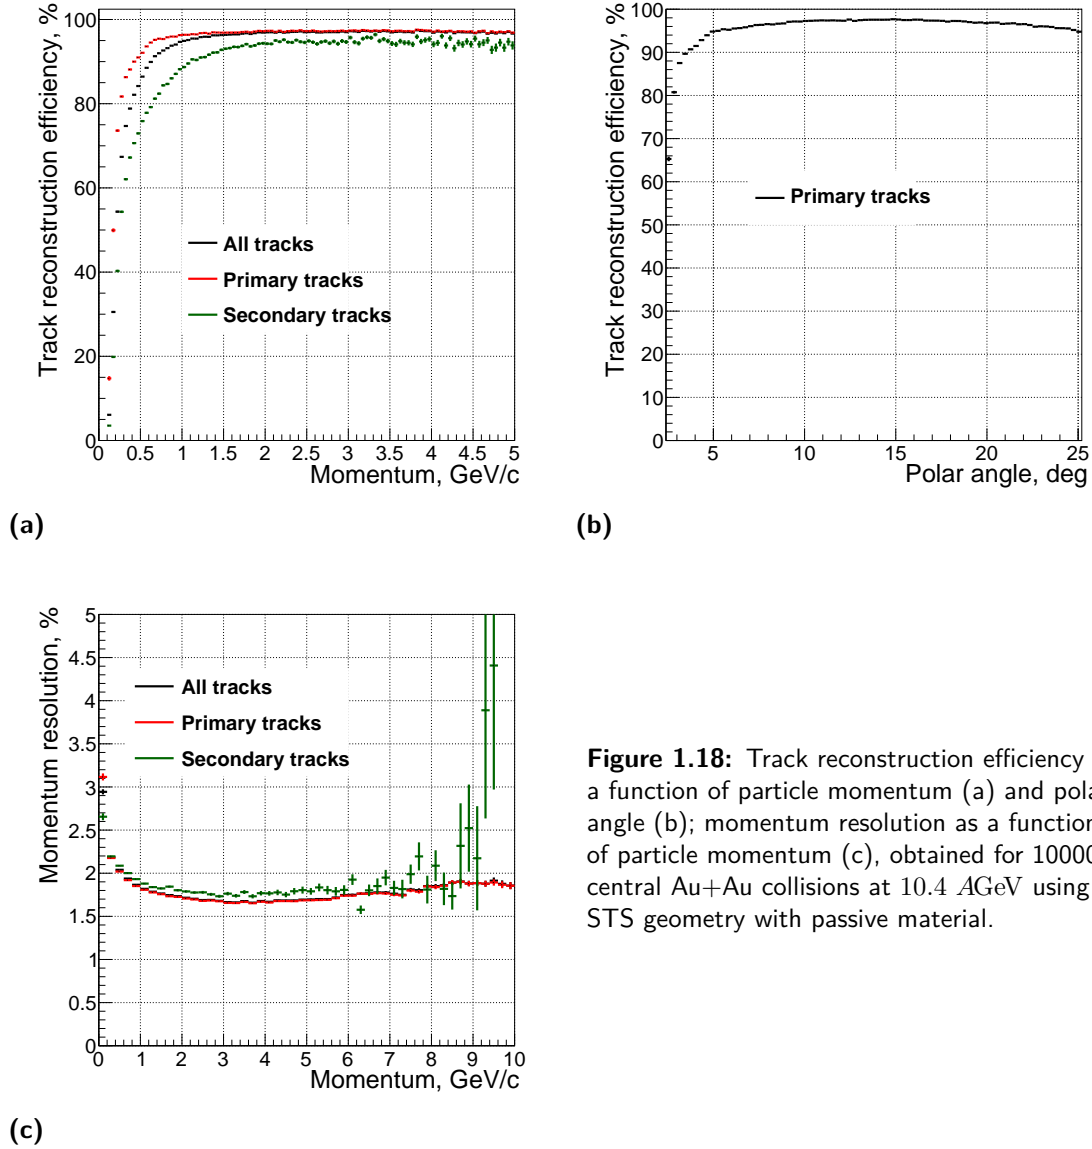 Track reconstruction efficiency, %
100
80
60
40
20
0
All tracks
Primary tracks
Secondary tracks
0 0.5 1 1.5 2 2.5 3 3.5 4 4.5 5
Momentum, GeV/c
(a)
Track reconstruction efficiency, %
100
90
80
70
60
50
40
30
20
10
0
Primary tracks
5 10 15 20 25
Polar angle, deg
(b)
Momentum resolution, %
5
4.5
4
3.5
3
2.5
2
1.5
1
0.5
0
All tracks
Primary tracks
Secondary tracks
0 1 2 3 4 5 6 7 8 9 10
Momentum, GeV/c
(c)
Figure 1.18: Track reconstruction efficiency
a function of particle momentum (a) and pola
angle (b); momentum resolution as a function
of particle momentum (c), obtained for 10000
central Au+Au collisions at 10.4 AGeV using
STS geometry with passive material.